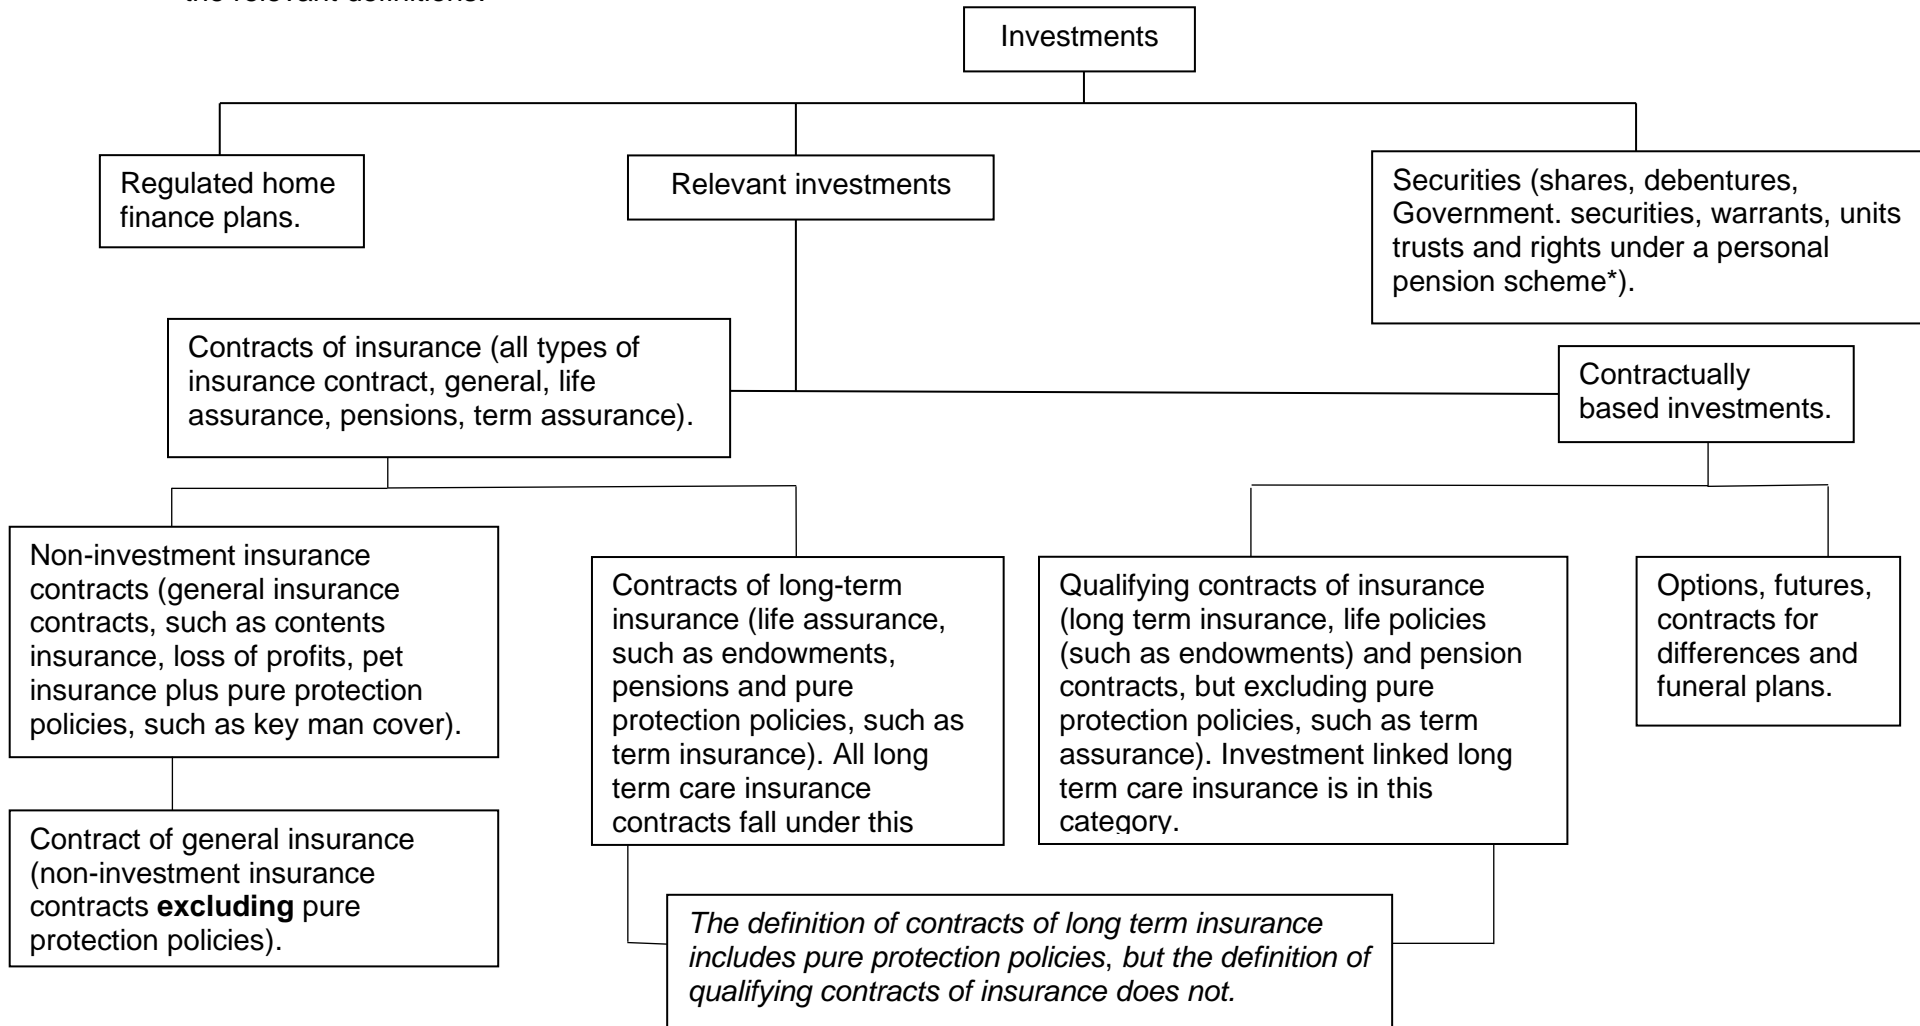 the relevant definitions.
Investments
Regulated home
finance plans.
Relevant investments
Securities (shares, debentures,
Government. securities, warrants, units
trusts and rights under a personal
pension scheme*).
Contracts of insurance (all types of
insurance contract, general, life
assurance, pensions, term assurance).
Contractually
based investments.
Non-investment insurance
contracts (general insurance
contracts, such as contents
insurance, loss of profits, pet
insurance plus pure protection
policies, such as key man cover).
Contracts of long-term
insurance (life assurance,
such as endowments,
pensions and pure
protection policies, such as
term insurance). All long
term care insurance
contracts fall under this
Qualifying contracts of insurance
(long term insurance, life policies
(such as endowments) and pension
contracts, but excluding pure
protection policies, such as term
assurance). Investment linked long
term care insurance is in this
category.
Options, futures,
contracts for
differences and
funeral plans.
Contract of general insurance
(non-investment insurance
contracts excluding pure
protection policies).
The definition of contracts of long term insurance
includes pure protection policies, but the definition of
qualifying contracts of insurance does not.